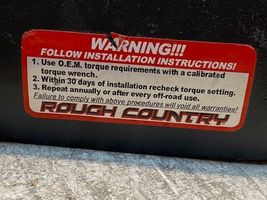 WARNING!!!
FOLLOW INSTALLATION INSTRUCTIONS!
1. Use O.E.M. torque requirements with a calibrated
torque wrench.
2. Within 30 days of installation recheck torque setting.
3. Repeat annually or after every off-road use.
Failure to comply with above procedures will void all warranties!
ROUGH COUNTRY